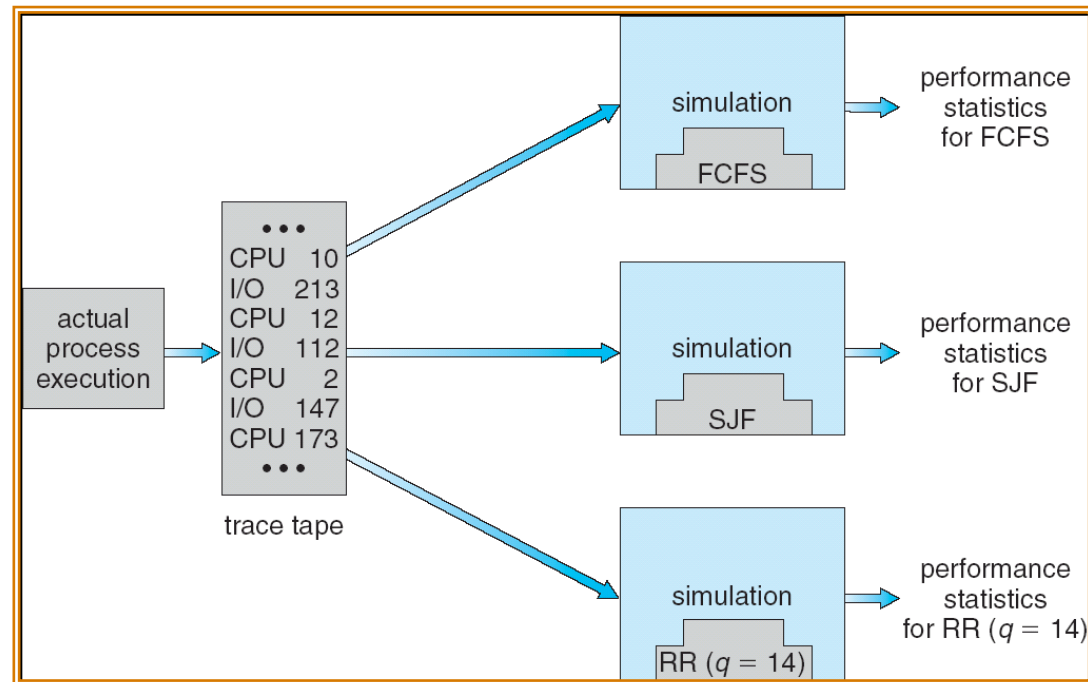 actual
process
execution
• • •
CPU 10
I/O 213
CPU 12
I/O 112
CPU 2
I/O 147
CPU 173
• • •
trace tape
simulation
FCFS
performance
statistics
for FCFS
simulation
SJF
performance
statistics
for SJF
simulation
RR (q = 14)
performance
statistics
for RR (q = 14)